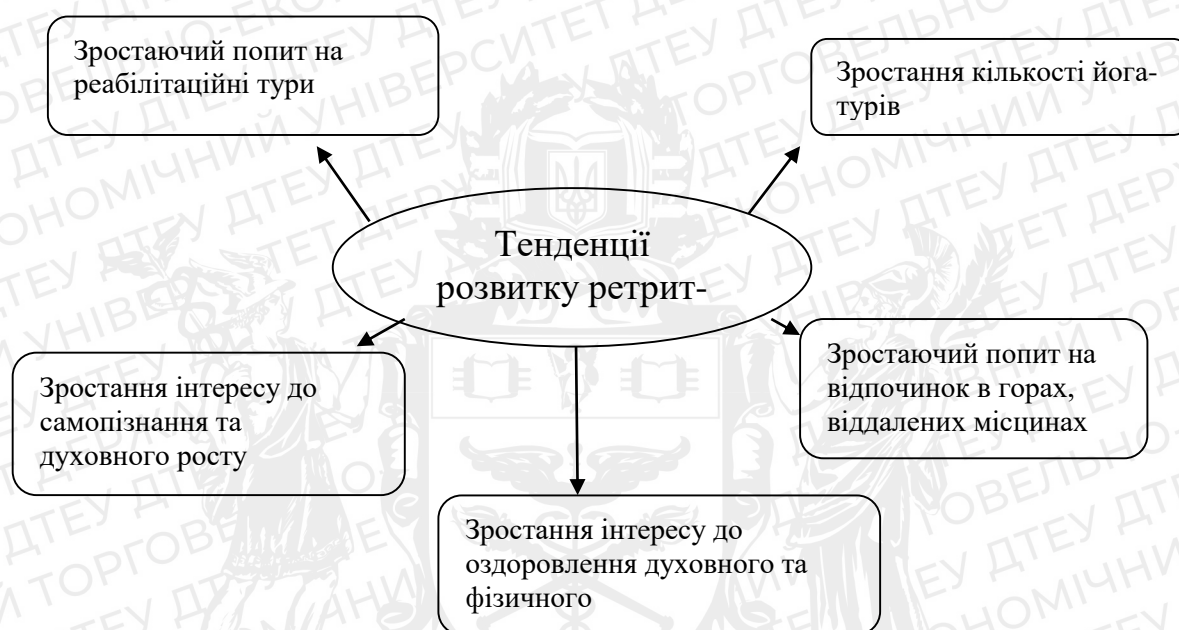 Зростаючий попит на
реабілітаційні тури
Зростання кількості йога-
турів
Тенденції
розвитку ретрит-
Зростання інтересу до
самопізнання та
духовного росту
Зростаючий попит на
відпочинок в горах,
віддалених місцинах
Зростання інтересу до
оздоровлення духовного та
фізичного